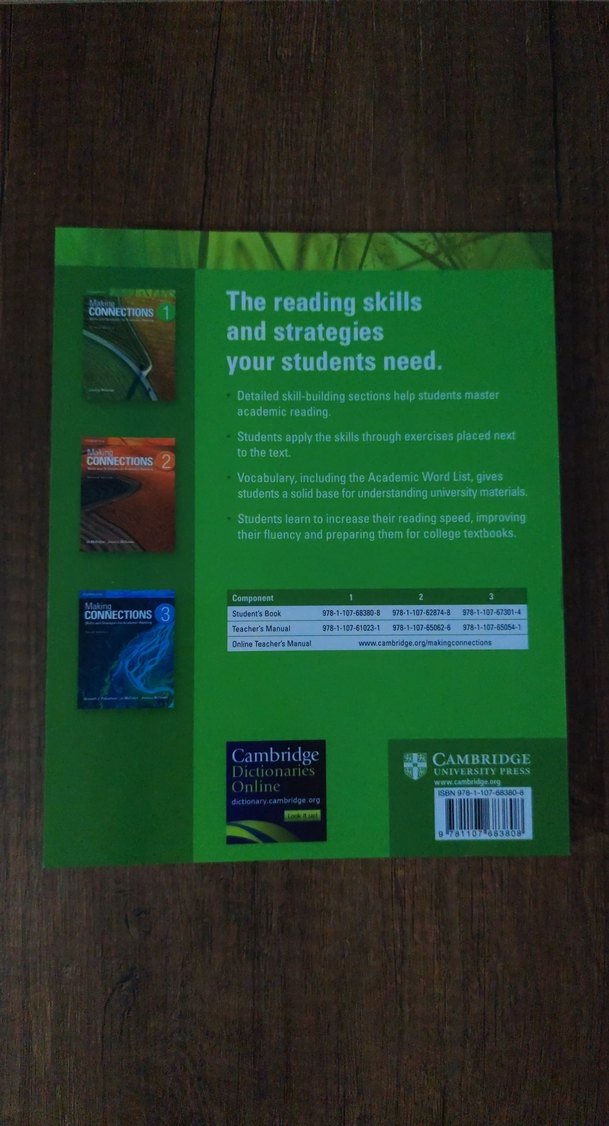 Making
CONNECTIONS 1
Making
CONNECTIONS 2
Making
CONNECTIONS 3
Skills and Strategies for Academic Reading
The reading skills
and strategies
your students need.
Detailed skill-building sections help students master
academic reading.
Students apply the skills through exercises placed next
to the text.
Vocabulary, including the Academic Word List, gives
students a solid base for understanding university materials.
Students learn to increase their reading speed, improving
their fluency and preparing them for college textbooks.
Component 1 2 3
Student's Book 978-1-107-68380-8 978-1-107-62874-8 978-1-107-67301-4
Teacher's Manual 978-1-107-61023-1 978-1-107-65062-6 978-1-107-65054-1
Online Teacher's Manual www.cambridge.org/makingconnections
Cambridge
Dictionaries
Online
dictionary.cambridge.org
Look it up!
CAMBRIDGE
UNIVERSITY PRESS
www.cambridge.org
ISBN 978-1-107-68380-8
9 781107 683808